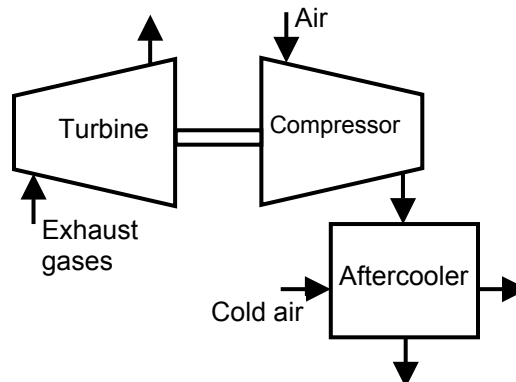 Air
Turbine
Compressor
Exhaust
gases
Aftercooler
Cold air